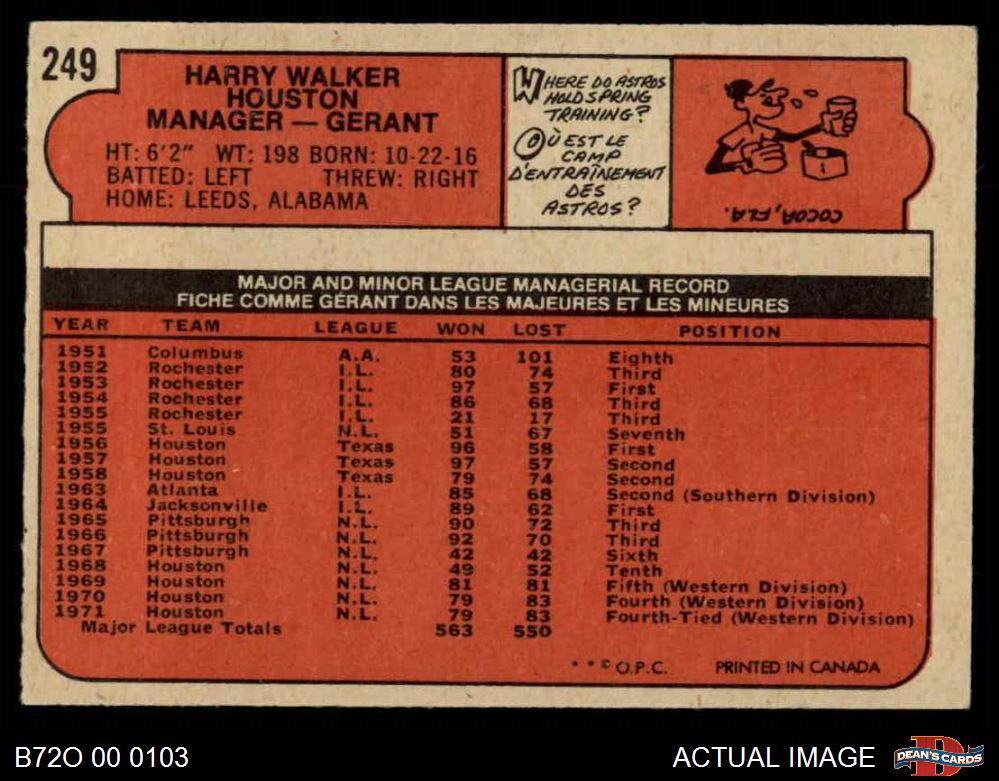 249
HARRY WALKER
HOUSTON
MANAGER — GERANT
HT: 6'2" WT: 198 BORN: 10-22-16
BATTED: LEFT THREW: RIGHT
HOME: LEEDS, ALABAMA
WHERE DO ASTROS
HOLD SPRING
TRAINING?
OÙ EST LE
CAMP
D'ENTRAÎNEMENT
DES
ASTROS?
COCOA, FLA.
MAJOR AND MINOR LEAGUE MANAGERIAL RECORD
FICHE COMME GÉRANT DANS LES MAJEURES ET LES MINEURES
YEAR TEAM LEAGUE WON LOST POSITION
1951 Columbus A.A. 53 101 Eighth
1952 Rochester I.L. 80 74 Third
1953 Rochester I.L. 97 57 First
1954 Rochester I.L. 86 68 Third
1955 Rochester I.L. 21 17 Third
1955 St. Louis N.L. 51 67 Seventh
1956 Houston Texas 96 58 First
1957 Houston Texas 97 57 Second
1958 Houston Texas 79 74 Second
1963 Atlanta I.L. 85 68 Second (Southern Division)
1964 Jacksonville I.L. 89 62 First
1965 Pittsburgh N.L. 90 72 Third
1966 Pittsburgh N.L. 92 70 Third
1967 Pittsburgh N.L. 42 42 Sixth
1968 Houston N.L. 49 52 Tenth
1969 Houston N.L. 81 81 Fifth (Western Division)
1970 Houston N.L. 79 83 Fourth (Western Division)
1971 Houston N.L. 79 83 Fourth-Tied (Western Division)
Major League Totals 563 550
* * © O.P.C. PRINTED IN CANADA
B72O 00 0103
ACTUAL IMAGE
D
DEAN'S CARDS